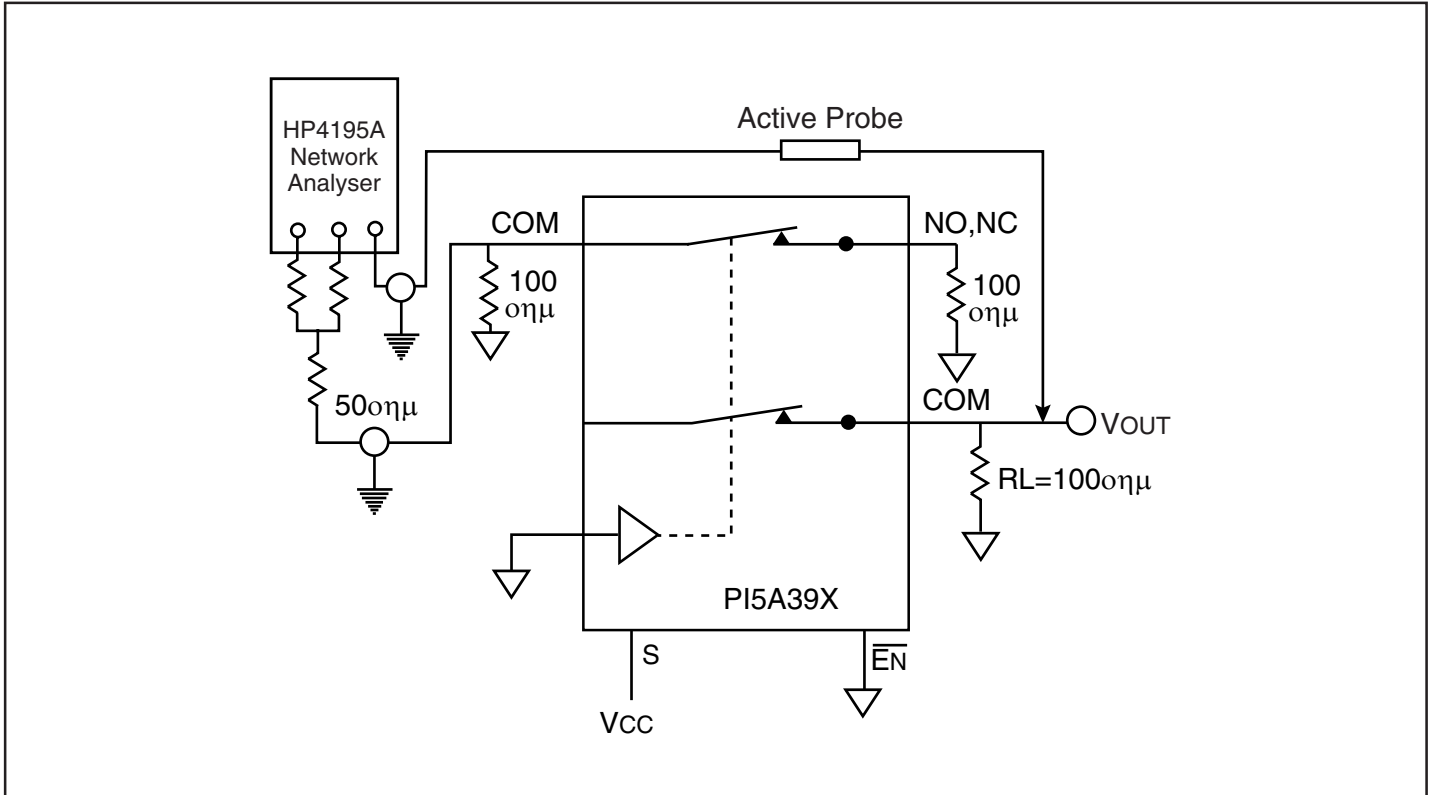 HP4195A
Network
Analyser
Active Probe
COM
NO,NC
100
οημ
100
οημ
50οημ
COM
VOUT
RL=100οημ
PI5A39X
S
EN
VCC